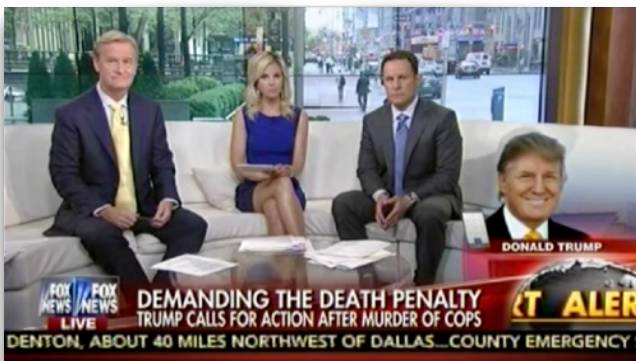 DONALD TRUMP
FOX NEWS FOX NEWS
LIVE
DEMANDING THE DEATH PENALTY
TRUMP CALLS FOR ACTION AFTER MURDER OF COPS
T ALER
DENTON, ABOUT 40 MILES NORTHWEST OF DALLAS...COUNTY EMERGENCY